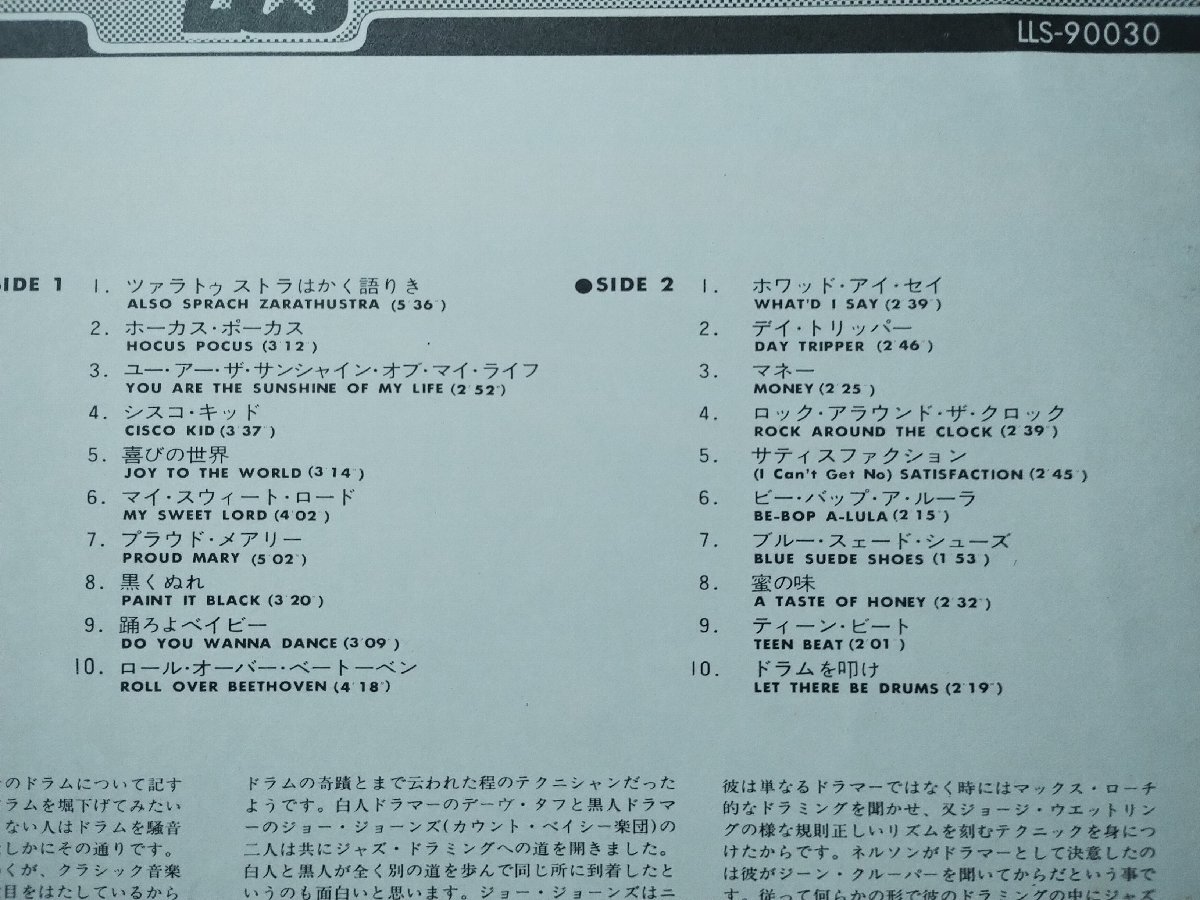 LLS-90030
SIDE 1
1. ツァラトゥストラはかく語りき
ALSO SPRACH ZARATHUSTRA (5'36")
2. ホーカス・ポーカス
HOCUS POCUS (3'12")
3. ユー・アー・ザ・サンシャイン・オブ・マイ・ライフ
YOU ARE THE SUNSHINE OF MY LIFE (2'52")
4. シスコ・キッド
CISCO KID (3'37")
5. 喜びの世界
JOY TO THE WORLD (3'14")
6. マイ・スウィート・ロード
MY SWEET LORD (4'02")
7. プラウド・メアリー
PROUD MARY (5'02")
8. 黒くぬれ
PAINT IT BLACK (3'20")
9. 踊ろよベイビー
DO YOU WANNA DANCE (3'09")
10. ロール・オーバー・ベートーベン
ROLL OVER BEETHOVEN (4'18")
●SIDE 2
1. ホワッド・アイ・セイ
WHAT'D I SAY (2'39")
2. デイ・トリッパー
DAY TRIPPER (2'46")
3. マネー
MONEY (2'25")
4. ロック・アラウンド・ザ・クロック
ROCK AROUND THE CLOCK (2'39")
5. サティスファクション
(I Can't Get No) SATISFACTION (2'45")
6. ビー・バップ・ア・ルーラ
BE-BOP A-LULA (2'15")
7. ブルー・スェード・シューズ
BLUE SUEDE SHOES (1'53")
8. 蜜の味
A TASTE OF HONEY (2'32")
9. ティーン・ビート
TEEN BEAT (2'01")
10. ドラムを叩け
LET THERE BE DRUMS (2'19")
のドラムについて記す
ラムを堀下げてみたい
ない人はドラムを騒音
しかにその通りです。
くが、クラシック音楽
目をはたしているから
ドラムの奇蹟とまで云われた程のテクニシャンだった
ようです。白人ドラマーのデーヴ・タフと黒人ドラマ
ーのジョー・ジョーンズ(カウント・ベイシー楽団)の
二人は共にジャズ・ドラミングへの道を開きました。
白人と黒人が全く別の道を歩んで同じ所に到着したと
いうのも面白いと思います。ジョー・ジョーンズはニ
彼は単なるドラマーではなく時にはマックス・ローチ
的なドラミングを聞かせ、又ジョージ・ウエットリン
グの様な規則正しいリズムを刻むテクニックを身につ
けたからです。ネルソンがドラマーとして決意したの
は彼がジーン・クルーパーを聞いてからだという事で
す。従って何らかの形で彼のドラミングの中にジャズ